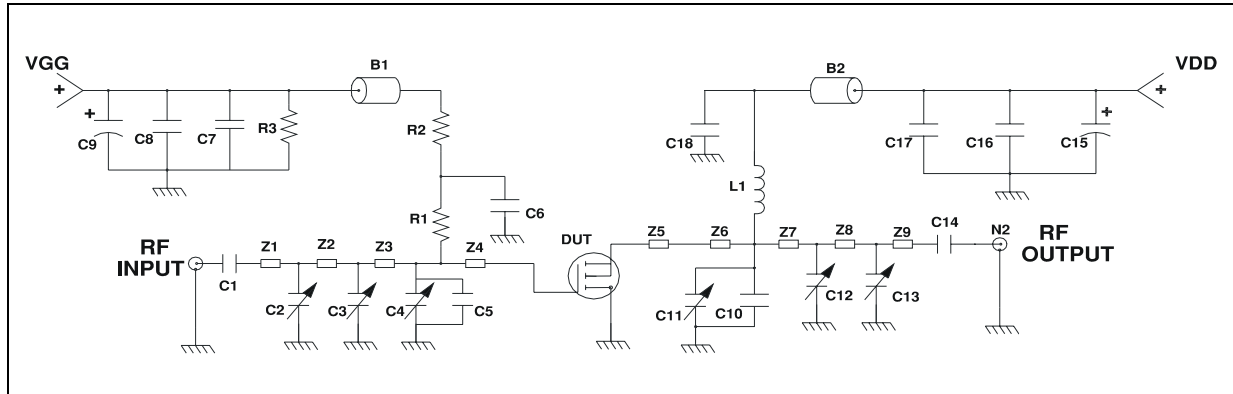 VGG
B1
B2
VDD
+
+
+
+
C9
C8
C7
R3
R2
C18
C17
C16
C15
L1
C6
R1
C14
RF
INPUT
Z1
Z2
Z3
Z4
DUT
Z5
Z6
Z7
Z8
Z9
N2
RF
OUTPUT
C1
C2
C3
C4
C5
C11
C10
C12
C13